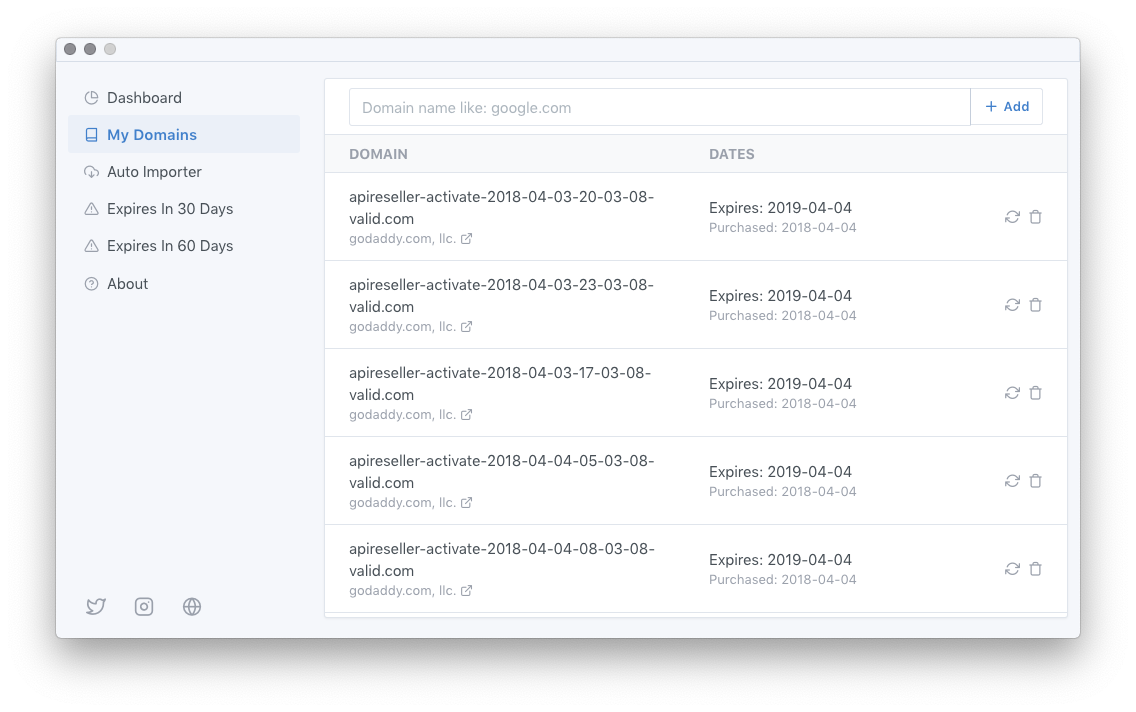 Dashboard
My Domains
Auto Importer
Expires In 30 Days
Expires In 60 Days
About
Domain name like: google.com
+ Add
DOMAIN
DATES
apireseller-activate-2018-04-03-20-03-08-
valid.com
godaddy.com, llc.
Expires: 2019-04-04
Purchased: 2018-04-04
apireseller-activate-2018-04-03-23-03-08-
valid.com
godaddy.com, llc.
Expires: 2019-04-04
Purchased: 2018-04-04
apireseller-activate-2018-04-03-17-03-08-
valid.com
godaddy.com, llc.
Expires: 2019-04-04
Purchased: 2018-04-04
apireseller-activate-2018-04-04-05-03-08-
valid.com
godaddy.com, llc.
Expires: 2019-04-04
Purchased: 2018-04-04
apireseller-activate-2018-04-04-08-03-08-
valid.com
godaddy.com, llc.
Expires: 2019-04-04
Purchased: 2018-04-04